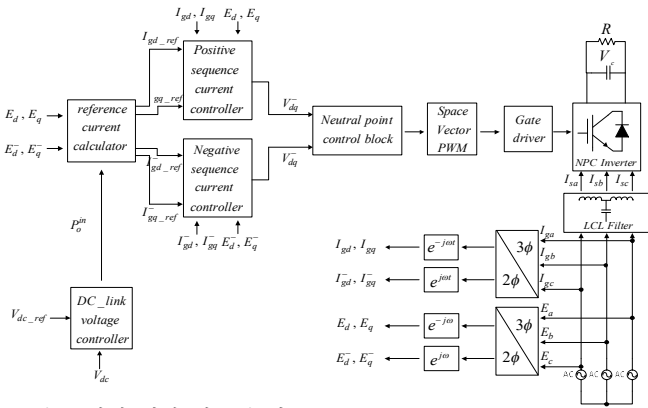 I_gd , I_gq
E_d , E_q
I_gd_ref
Positive sequence current controller
gq_ref
V_dq^-
E_d , E_q
E_d^- , E_q^-
reference current calculator
I_gd_ref^-
I_gq_ref^-
Negative sequence current controller
V_dq^-
I_gd^- , I_gq^-
E_d^- , E_q^-
Neutral point control block
Space Vector PWM
Gate driver
R
V_c
NPC Inverter
I_sa
I_sb
I_sc
LCL Filter
P_o^in
V_dc_ref
DC_link voltage controller
V_dc
I_gd , I_gq
e^-jωt
3ϕ
2ϕ
I_ga
I_gb
I_gc
I_gd^- , I_gq^-
e^jωt
E_d , E_q
e^-jω
3ϕ
2ϕ
E_a
E_b
E_c
E_d^- , E_q^-
e^jω
AC
AC
AC